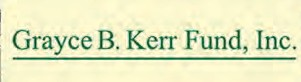 Grayce B. Kerr Fund, Inc.